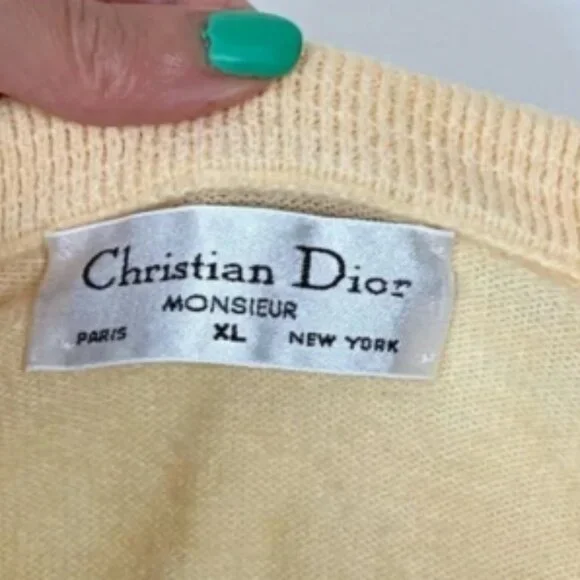 Christian Dior
MONSIEUR
PARIS XL NEW YORK